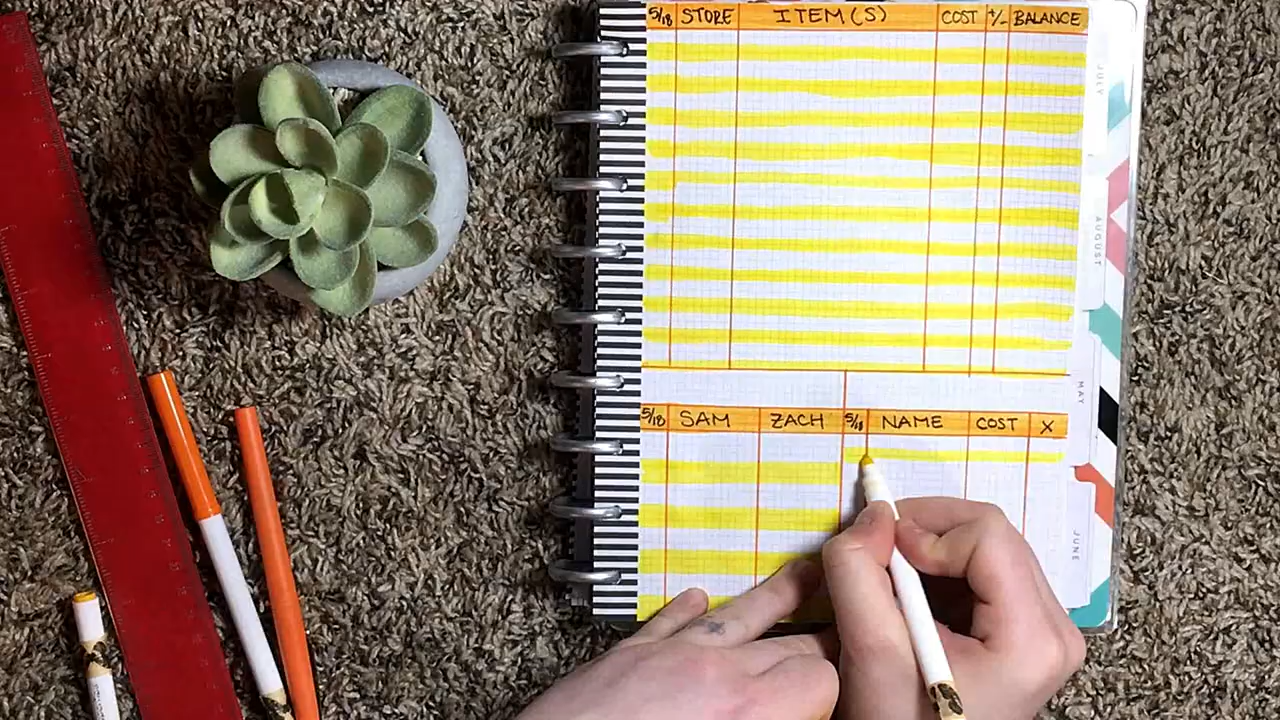 5/18 STORE ITEM(S) COST +/- BALANCE
JULY
AUGUST
MAY
5/18 SAM ZACH 5/18 NAME COST X
JUNE